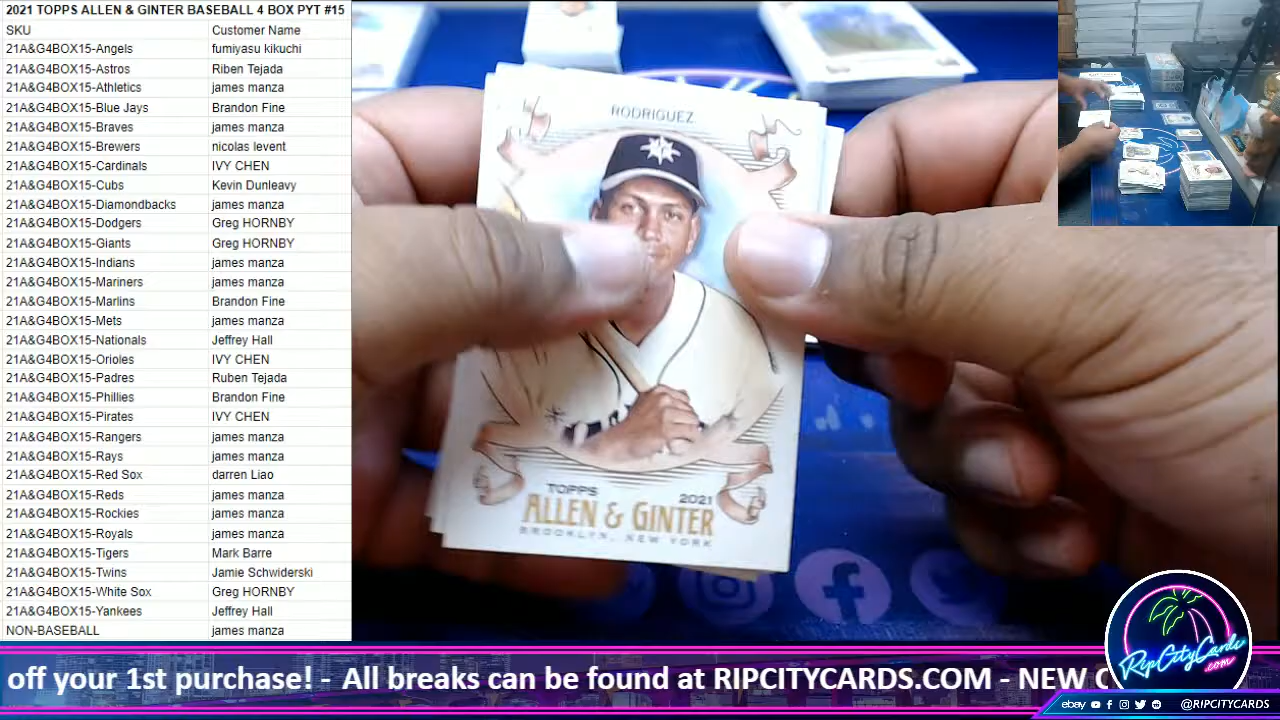 2021 TOPPS ALLEN & GINTER BASEBALL 4 BOX PYT #15
SKU Customer Name
21A&G4BOX15-Angels fumiyasu kikuchi
21A&G4BOX15-Astros Riben Tejada
21A&G4BOX15-Athletics james manza
21A&G4BOX15-Blue Jays Brandon Fine
21A&G4BOX15-Braves james manza
21A&G4BOX15-Brewers nicolas levent
21A&G4BOX15-Cardinals IVY CHEN
21A&G4BOX15-Cubs Kevin Dunleavy
21A&G4BOX15-Diamondbacks james manza
21A&G4BOX15-Dodgers Greg HORNBY
21A&G4BOX15-Giants Greg HORNBY
21A&G4BOX15-Indians james manza
21A&G4BOX15-Mariners james manza
21A&G4BOX15-Marlins Brandon Fine
21A&G4BOX15-Mets james manza
21A&G4BOX15-Nationals Jeffrey Hall
21A&G4BOX15-Orioles IVY CHEN
21A&G4BOX15-Padres Ruben Tejada
21A&G4BOX15-Phillies Brandon Fine
21A&G4BOX15-Pirates IVY CHEN
21A&G4BOX15-Rangers james manza
21A&G4BOX15-Rays james manza
21A&G4BOX15-Red Sox darren Liao
21A&G4BOX15-Reds james manza
21A&G4BOX15-Rockies james manza
21A&G4BOX15-Royals james manza
21A&G4BOX15-Tigers Mark Barre
21A&G4BOX15-Twins Jamie Schwiderski
21A&G4BOX15-White Sox Greg HORNBY
21A&G4BOX15-Yankees Jeffrey Hall
NON-BASEBALL james manza
RODRIGUEZ
TOPPS 2021
ALLEN & GINTER
BROOKLYN, NEW YORK
off your 1st purchase! - All breaks can be found at RIPCITYCARDS.COM - NEW C
RipCityCards
.com
ebay @RIPCITYCARDS